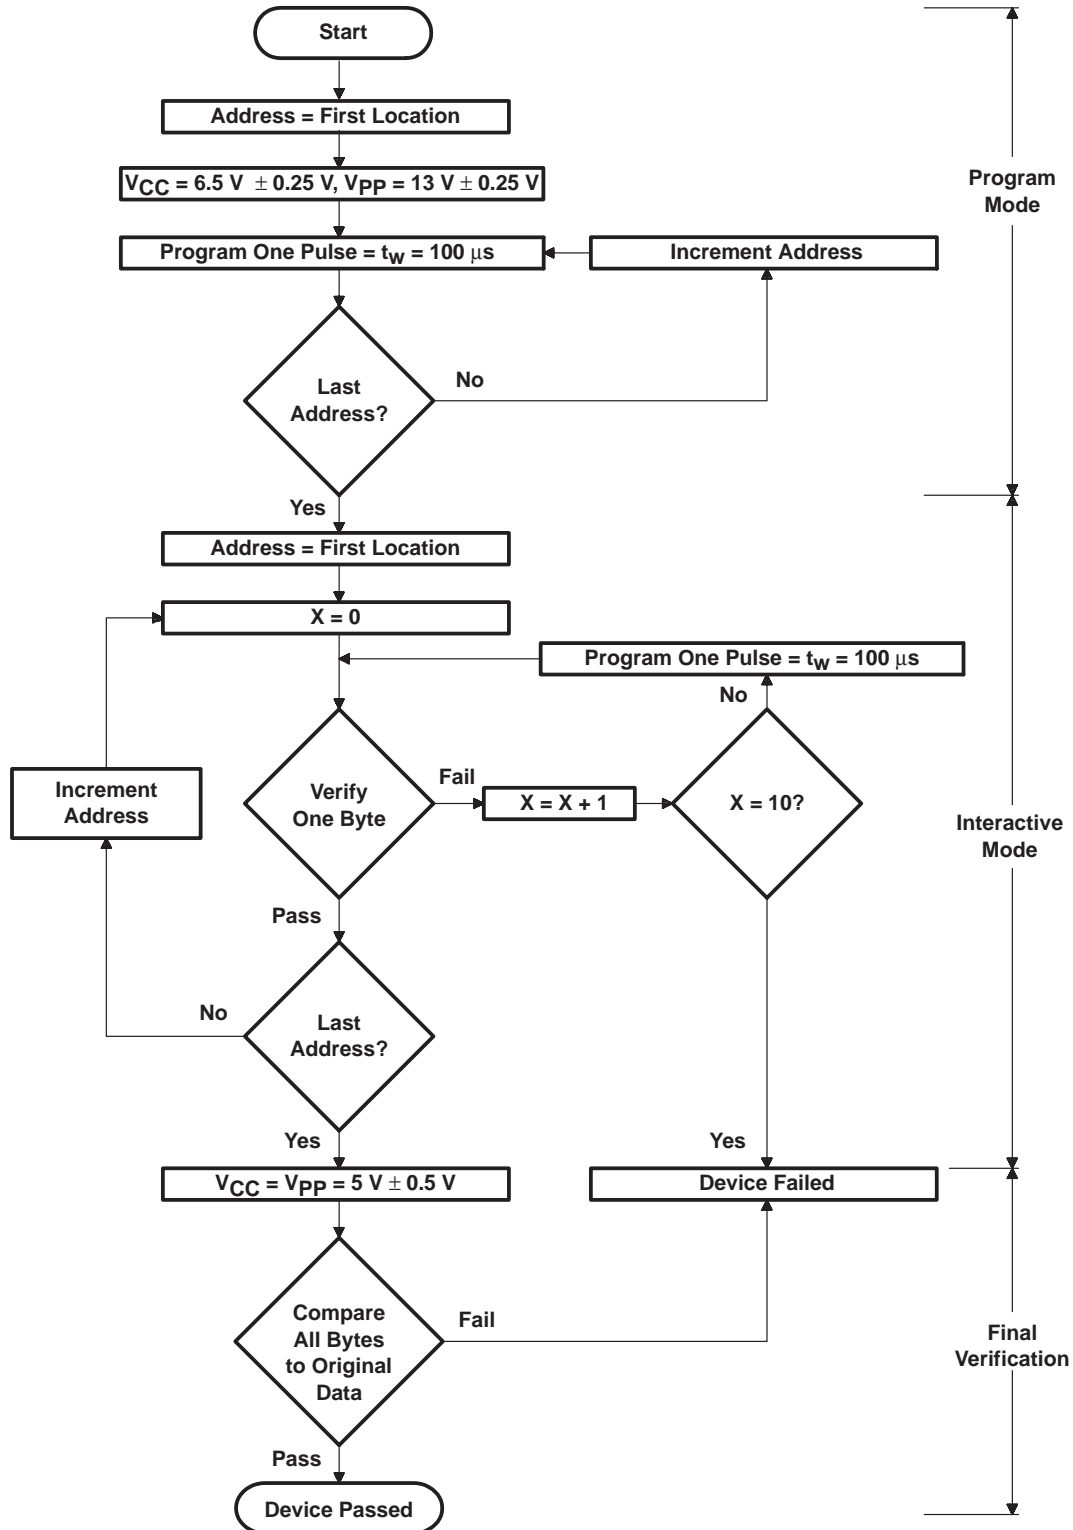 Start
Address = First Location
VCC = 6.5 V ± 0.25 V, VPP = 13 V ± 0.25 V
Program
Mode
Program One Pulse = tw = 100 μs
Increment Address
Last
Address?
No
Yes
Address = First Location
X = 0
Program One Pulse = tw = 100 μs
No
Increment
Address
Verify
One Byte
Fail
X = X + 1
X = 10?
Interactive
Mode
Pass
No
Last
Address?
Yes
Yes
VCC = VPP = 5 V ± 0.5 V
Device Failed
Compare
All Bytes
to Original
Data
Fail
Final
Verification
Pass
Device Passed